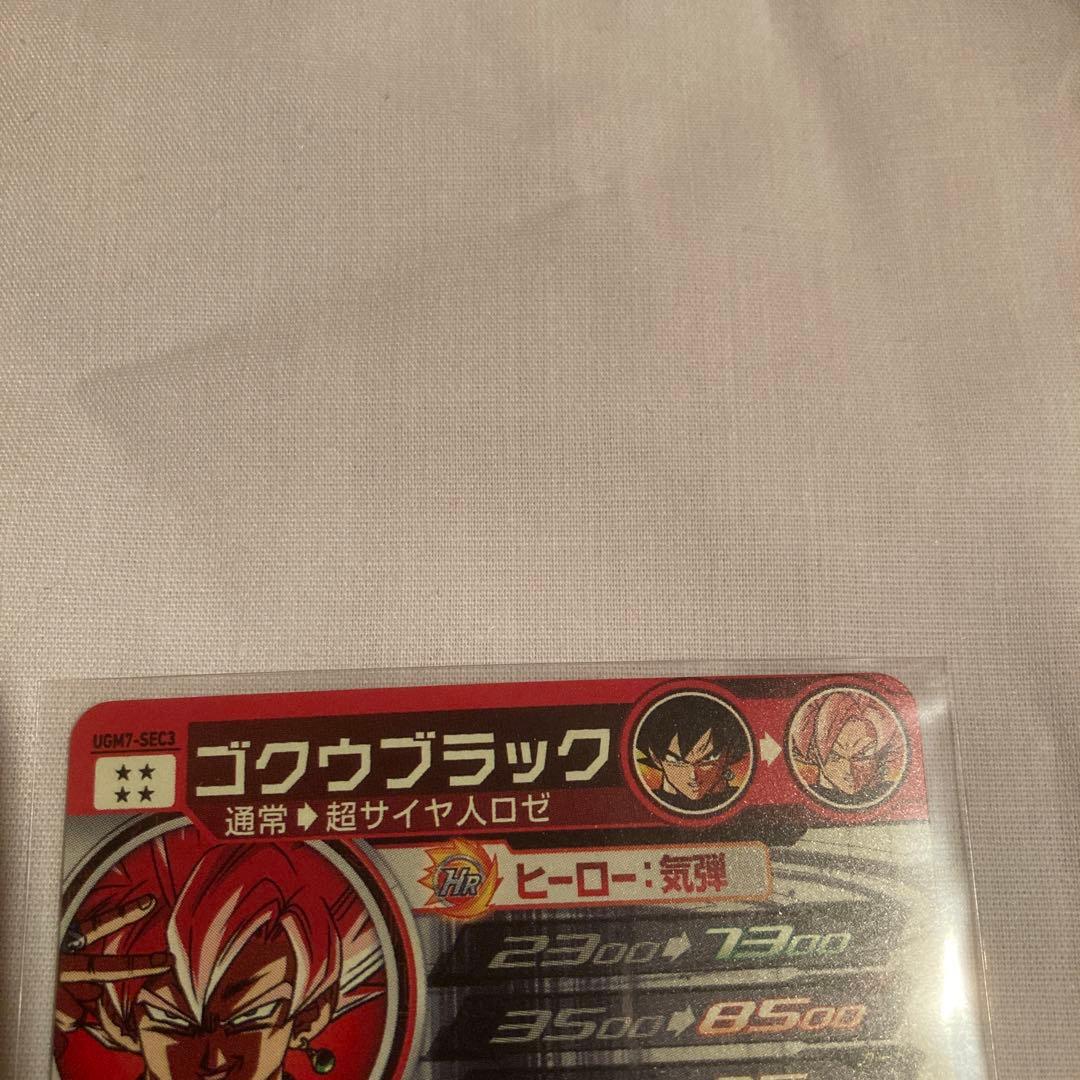 UGM7-SEC3
ゴクウブラック
通常➡超サイヤ人ロゼ
HR ヒーロー:気弾
2300➡7300
3500➡8500